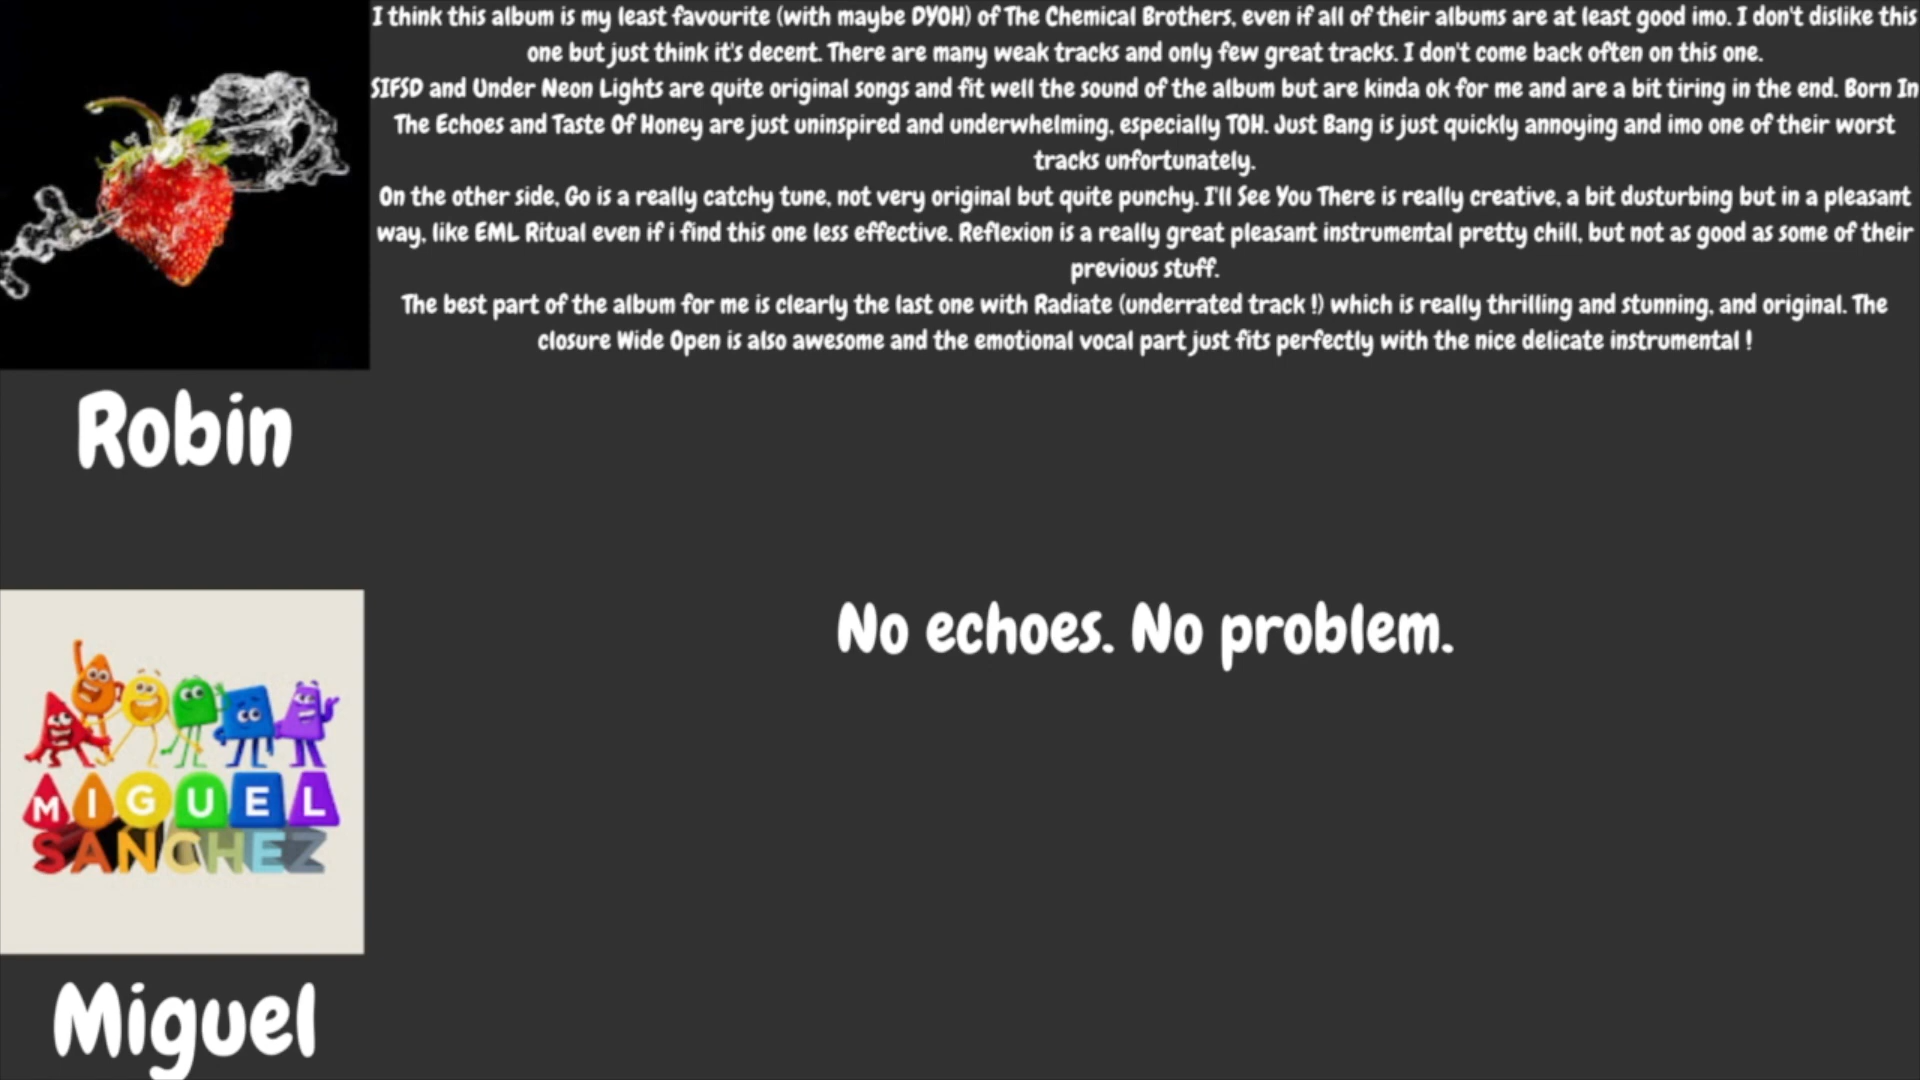 I think this album is my least favourite (with maybe DYOH) of The Chemical Brothers, even if all of their albums are at least good imo. I don't dislike this
one but just think it's decent. There are many weak tracks and only few great tracks. I don't come back often on this one.
SIFSD and Under Neon Lights are quite original songs and fit well the sound of the album but are kinda ok for me and are a bit tiring in the end. Born In
The Echoes and Taste Of Honey are just uninspired and underwhelming, especially TOH. Just Bang is just quickly annoying and imo one of their worst
tracks unfortunately.
On the other side, Go is a really catchy tune, not very original but quite punchy. I'll See You There is really creative, a bit dusturbing but in a pleasant
way, like EML Ritual even if i find this one less effective. Reflexion is a really great pleasant instrumental pretty chill, but not as good as some of their
previous stuff.
The best part of the album for me is clearly the last one with Radiate (underrated track !) which is really thrilling and stunning, and original. The
closure Wide Open is also awesome and the emotional vocal part just fits perfectly with the nice delicate instrumental !
Robin
No echoes. No problem.
MIGUEL
SANCHEZ
Miguel